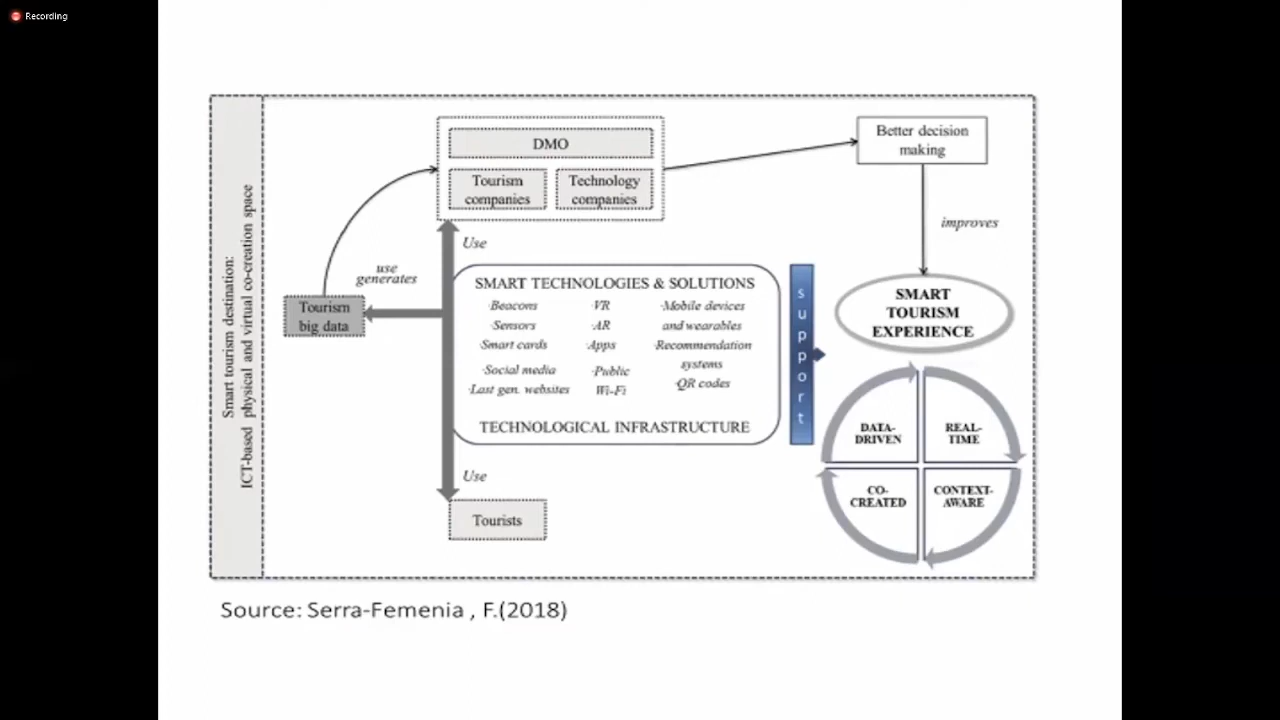 Recording
Smart tourism destination:
ICT-based physical and virtual co-creation space
DMO
Tourism
companies
Technology
companies
Better decision
making
improves
Use
use
generates
Tourism
big data
SMART TECHNOLOGIES & SOLUTIONS
·Beacons
·Sensors
·Smart cards
·Social media
·Last gen. websites
·VR
·AR
·Apps
·Public
Wi-Fi
·Mobile devices
and wearables
·Recommendation
systems
·QR codes
TECHNOLOGICAL INFRASTRUCTURE
support
SMART
TOURISM
EXPERIENCE
DATA-
DRIVEN
REAL-
TIME
CO-
CREATED
CONTEXT-
AWARE
Use
Tourists
Source: Serra-Femenia , F.(2018)